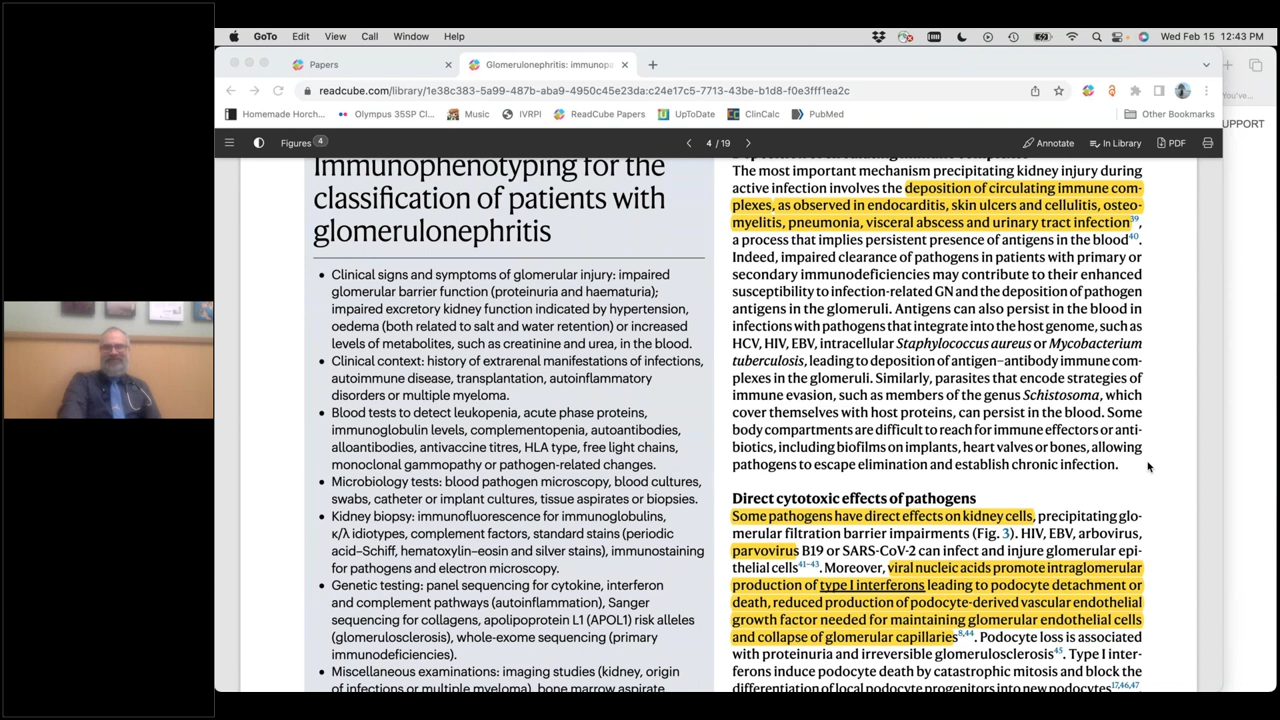 GoTo Edit View Call Window Help Wed Feb 15 12:43 PM
Papers × Glomerulonephritis: immunopa ×
readcube.com/library/1e38c383-5a99-487b-aba9-4950c45e23da:c24e17c5-7713-43be-b1d8-f0e3fff1ea2c
You've...
Homemade Horch... Olympus 35SP Cl... Music IVRPI ReadCube Papers UpToDate ClinCalc PubMed Other Bookmarks
UPPORT
Figures 4 4 / 19 Annotate In Library PDF
Immunophenotyping for the
classification of patients with
glomerulonephritis
• Clinical signs and symptoms of glomerular injury: impaired
glomerular barrier function (proteinuria and haematuria);
impaired excretory kidney function indicated by hypertension,
oedema (both related to salt and water retention) or increased
levels of metabolites, such as creatinine and urea, in the blood.
• Clinical context: history of extrarenal manifestations of infections,
autoimmune disease, transplantation, autoinflammatory
disorders or multiple myeloma.
• Blood tests to detect leukopenia, acute phase proteins,
immunoglobulin levels, complementopenia, autoantibodies,
alloantibodies, antivaccine titres, HLA type, free light chains,
monoclonal gammopathy or pathogen-related changes.
• Microbiology tests: blood pathogen microscopy, blood cultures,
swabs, catheter or implant cultures, tissue aspirates or biopsies.
• Kidney biopsy: immunofluorescence for immunoglobulins,
κ/λ idiotypes, complement factors, standard stains (periodic
acid–Schiff, hematoxylin–eosin and silver stains), immunostaining
for pathogens and electron microscopy.
• Genetic testing: panel sequencing for cytokine, interferon
and complement pathways (autoinflammation), Sanger
sequencing for collagens, apolipoprotein L1 (APOL1) risk alleles
(glomerulosclerosis), whole-exome sequencing (primary
immunodeficiencies).
• Miscellaneous examinations: imaging studies (kidney, origin
of infections or multiple myeloma), bone marrow aspirate
The most important mechanism precipitating kidney injury during
active infection involves the deposition of circulating immune com-
plexes, as observed in endocarditis, skin ulcers and cellulitis, osteo-
myelitis, pneumonia, visceral abscess and urinary tract infection39,
a process that implies persistent presence of antigens in the blood40.
Indeed, impaired clearance of pathogens in patients with primary or
secondary immunodeficiencies may contribute to their enhanced
susceptibility to infection-related GN and the deposition of pathogen
antigens in the glomeruli. Antigens can also persist in the blood in
infections with pathogens that integrate into the host genome, such as
HCV, HIV, EBV, intracellular Staphylococcus aureus or Mycobacterium
tuberculosis, leading to deposition of antigen–antibody immune com-
plexes in the glomeruli. Similarly, parasites that encode strategies of
immune evasion, such as members of the genus Schistosoma, which
cover themselves with host proteins, can persist in the blood. Some
body compartments are difficult to reach for immune effectors or anti-
biotics, including biofilms on implants, heart valves or bones, allowing
pathogens to escape elimination and establish chronic infection.
Direct cytotoxic effects of pathogens
Some pathogens have direct effects on kidney cells, precipitating glo-
merular filtration barrier impairments (Fig. 3). HIV, EBV, arbovirus,
parvovirus B19 or SARS-CoV-2 can infect and injure glomerular epi-
thelial cells41–43. Moreover, viral nucleic acids promote intraglomerular
production of type I interferons leading to podocyte detachment or
death, reduced production of podocyte-derived vascular endothelial
growth factor needed for maintaining glomerular endothelial cells
and collapse of glomerular capillaries8,44. Podocyte loss is associated
with proteinuria and irreversible glomerulosclerosis45. Type I inter-
ferons induce podocyte death by catastrophic mitosis and block the
differentiation of local podocyte progenitors into new podocytes17,46,47